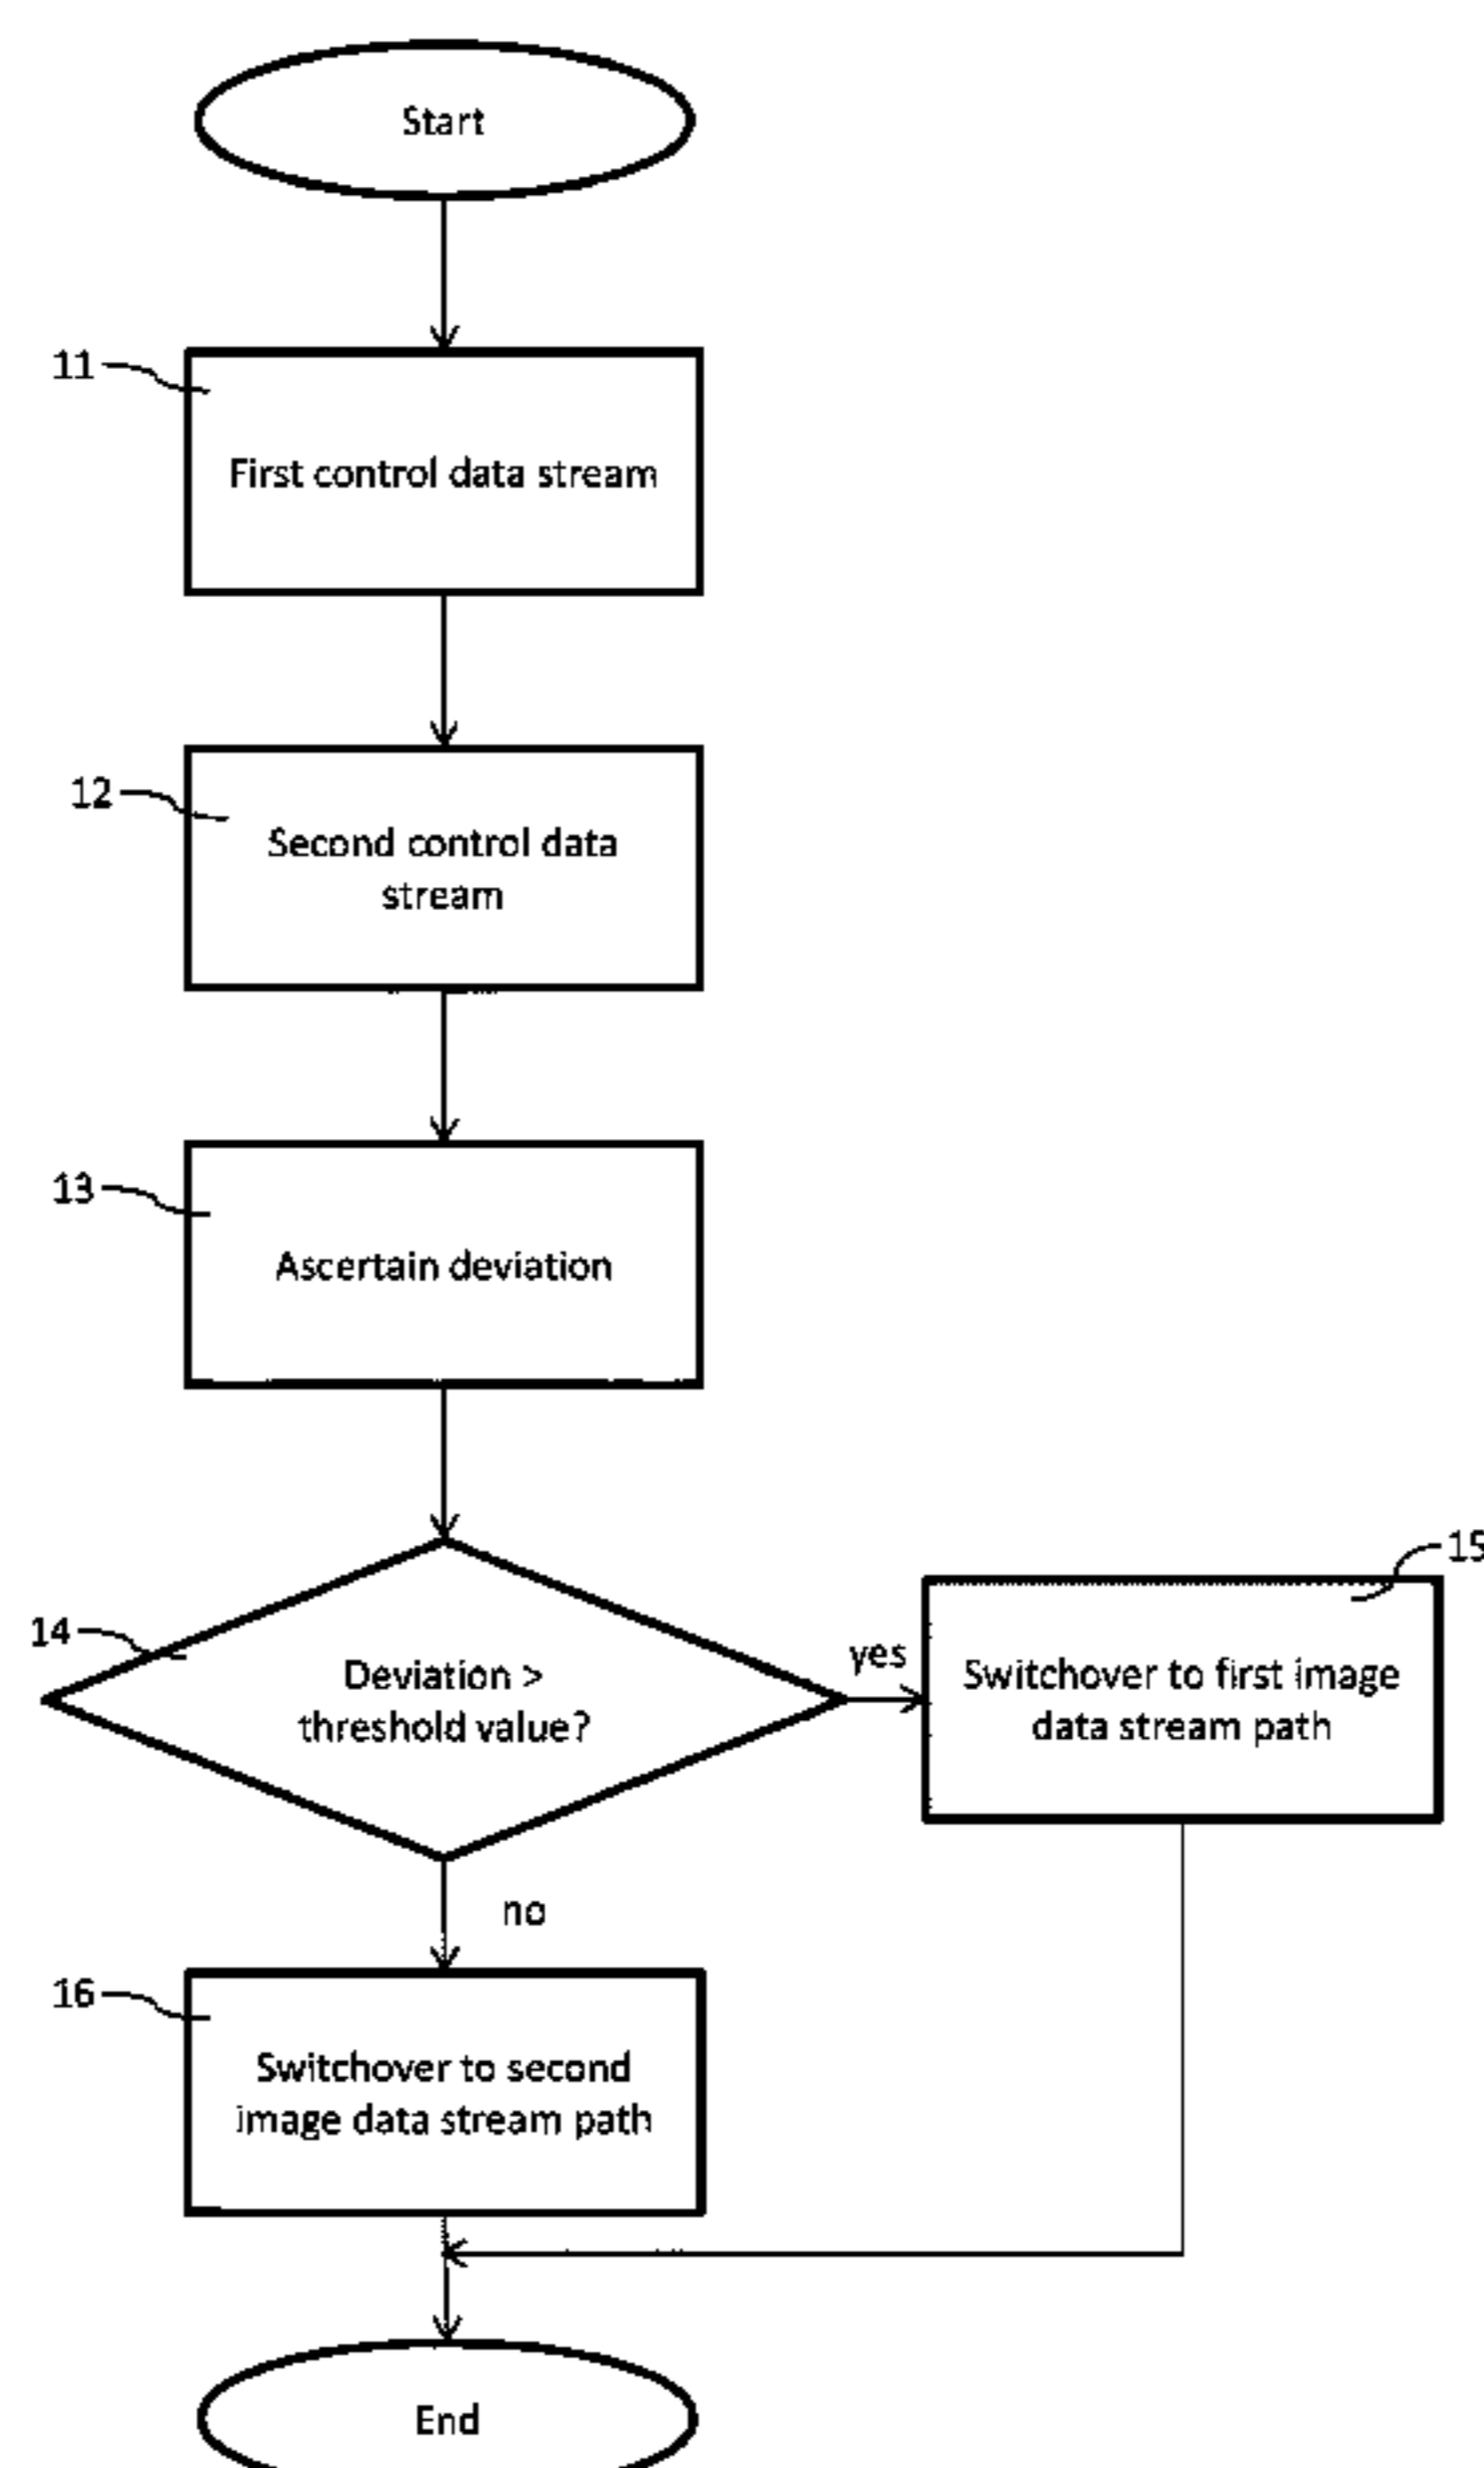 Start
11
First control data stream
12
Second control data
stream
13
Ascertain deviation
14
Deviation >
threshold value?
yes
15
Switchover to first image
data stream path
no
16
Switchover to second
image data stream path
End